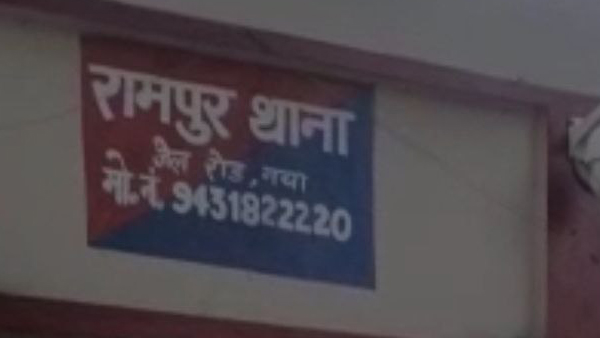 रामपुर थाना
जेल रोड, गया
मो.नं. 9431822220